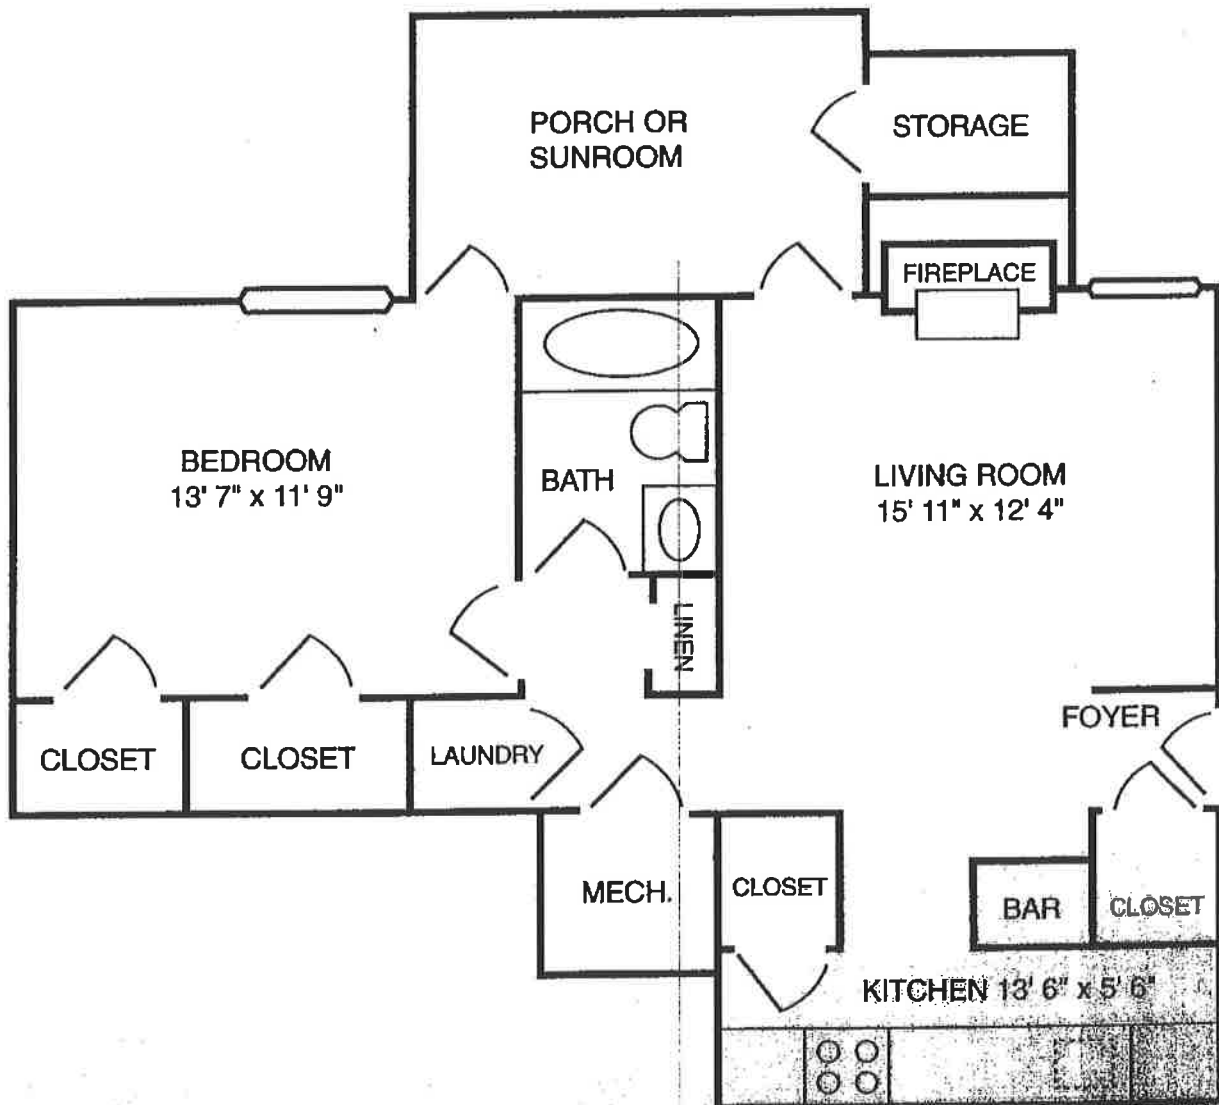 PORCH OR
SUNROOM
STORAGE
FIREPLACE
BEDROOM
13' 7" x 11' 9"
BATH
LIVING ROOM
15' 11" x 12' 4"
LINEN
FOYER
CLOSET
CLOSET
LAUNDRY
MECH.
CLOSET
BAR
CLOSET
KITCHEN 13' 6" x 5' 6"